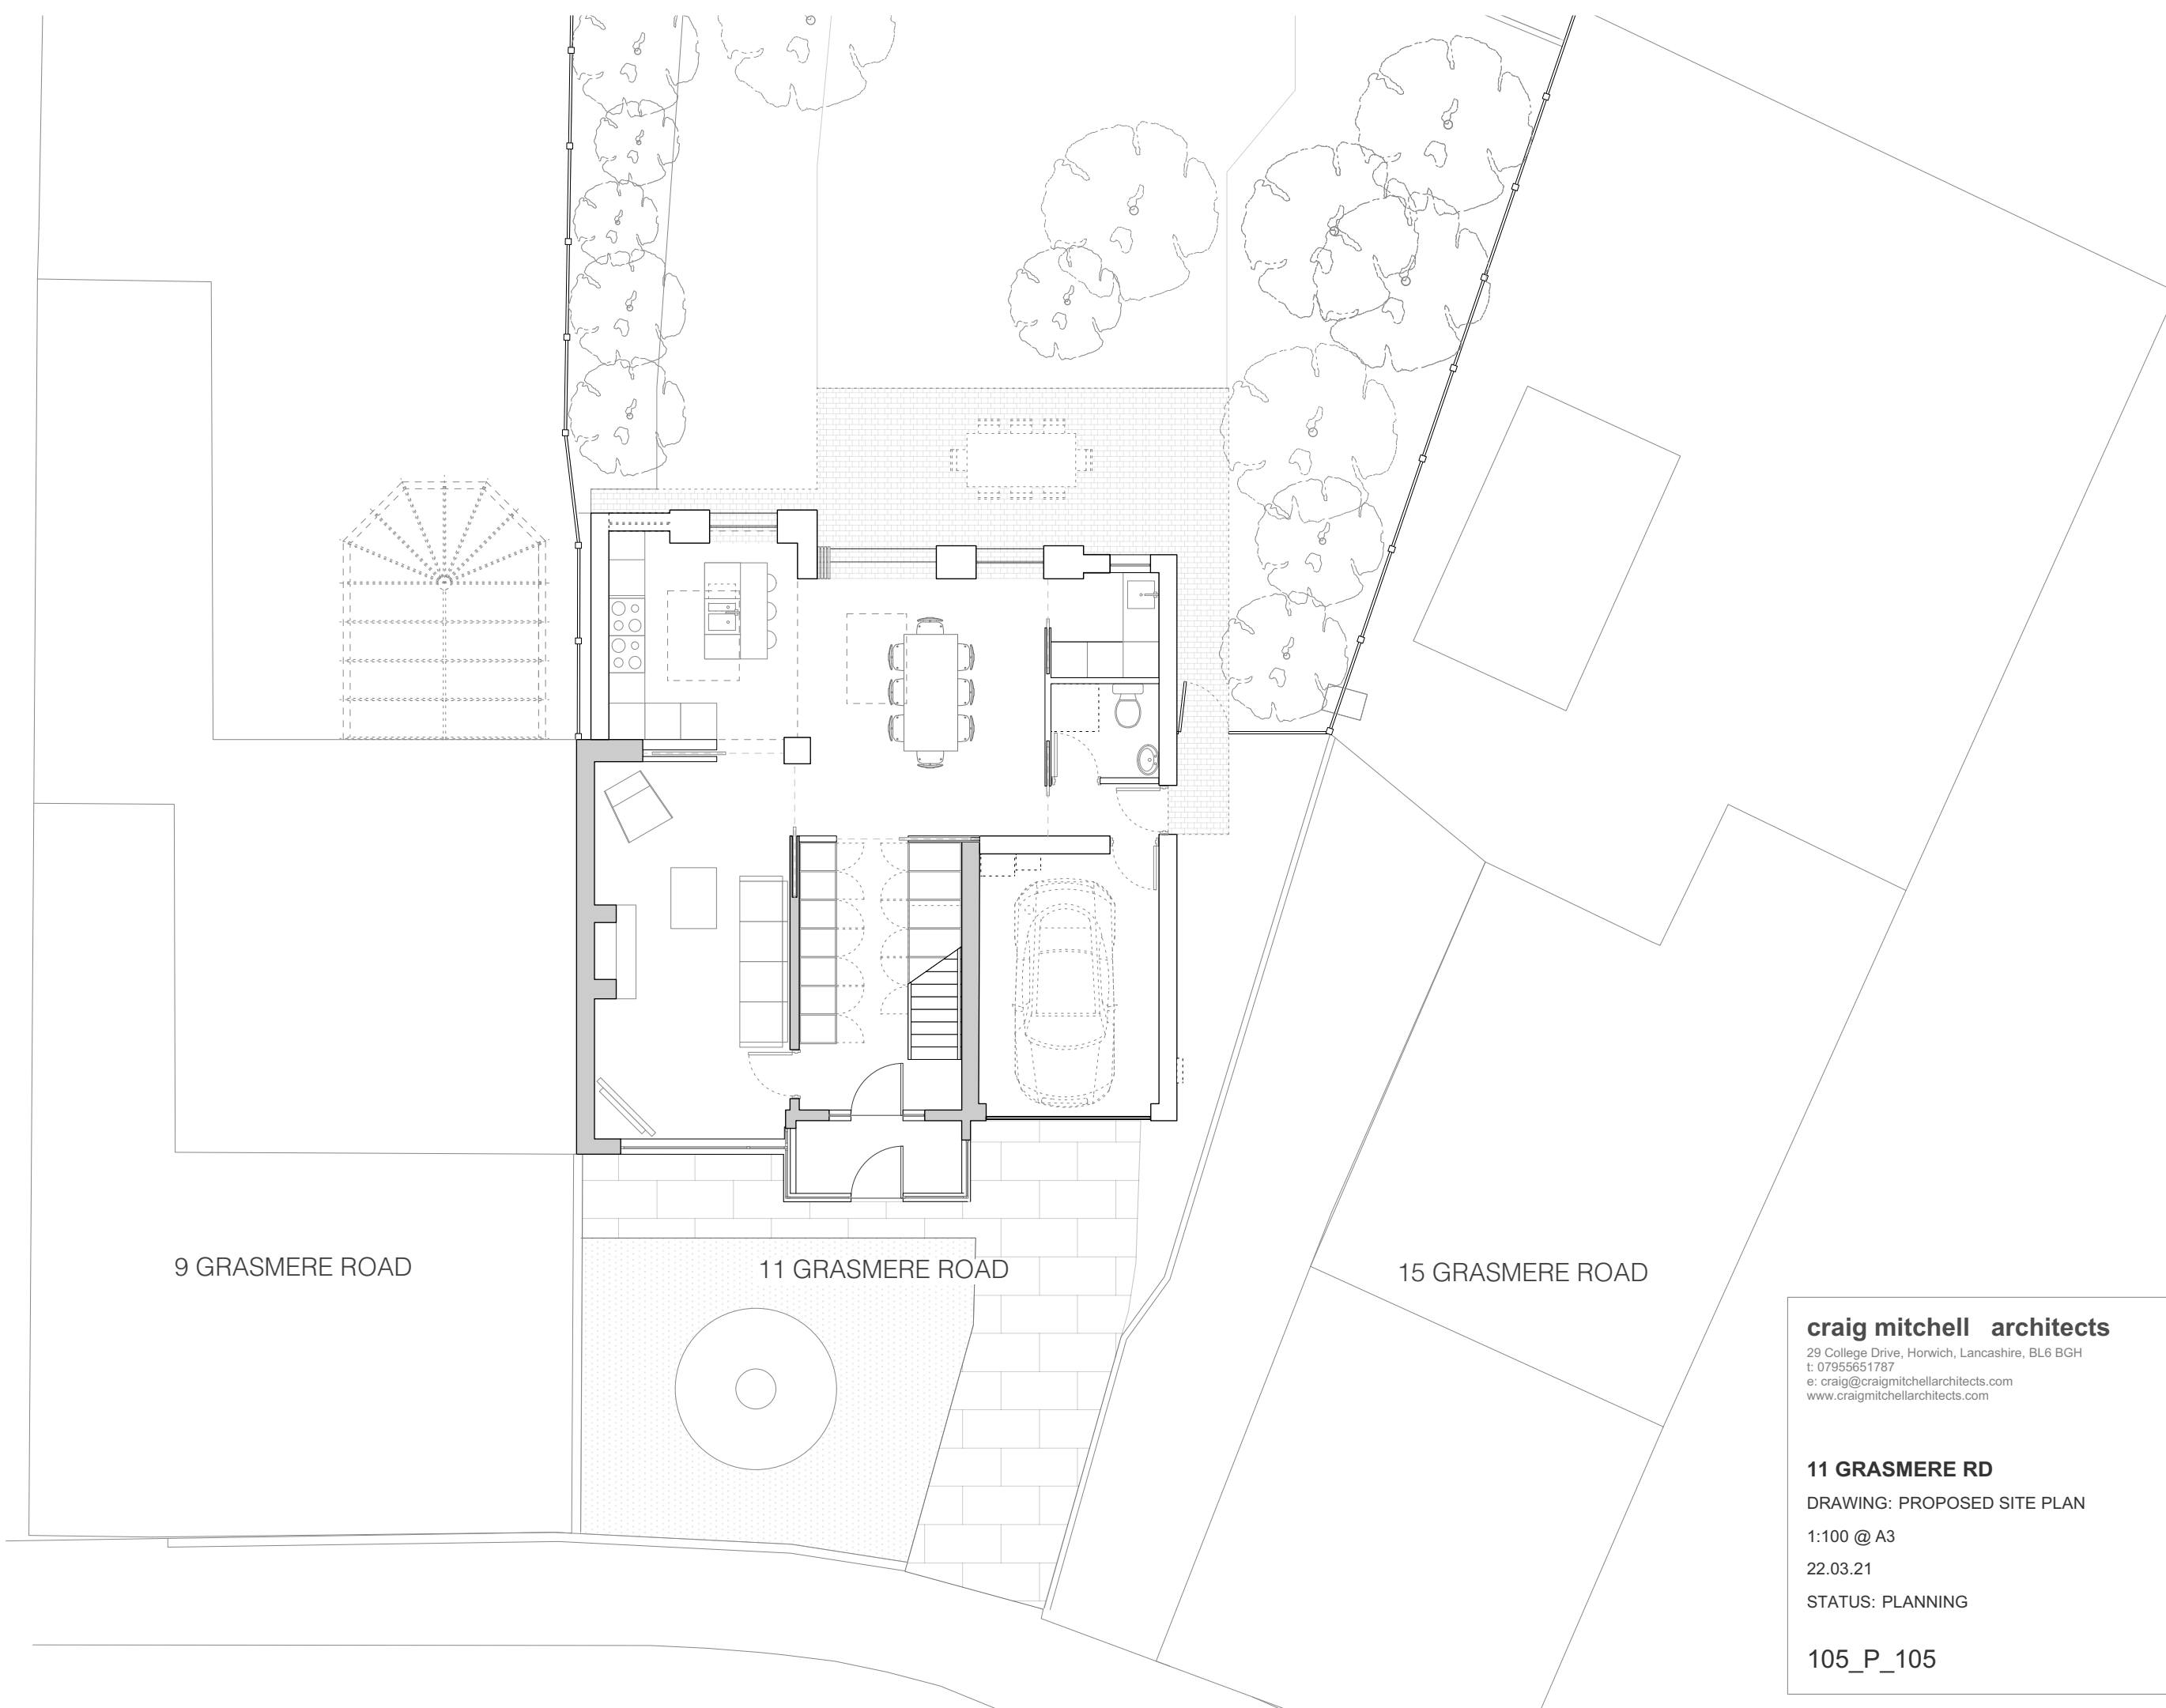 9 GRASMERE ROAD
11 GRASMERE ROAD
15 GRASMERE ROAD
craig mitchell architects
29 College Drive, Horwich, Lancashire, BL6 BGH
t: 07955651787
e: craig@craigmitchellarchitects.com
www.craigmitchellarchitects.com
11 GRASMERE RD
DRAWING: PROPOSED SITE PLAN
1:100 @ A3
22.03.21
STATUS: PLANNING
105_P_105